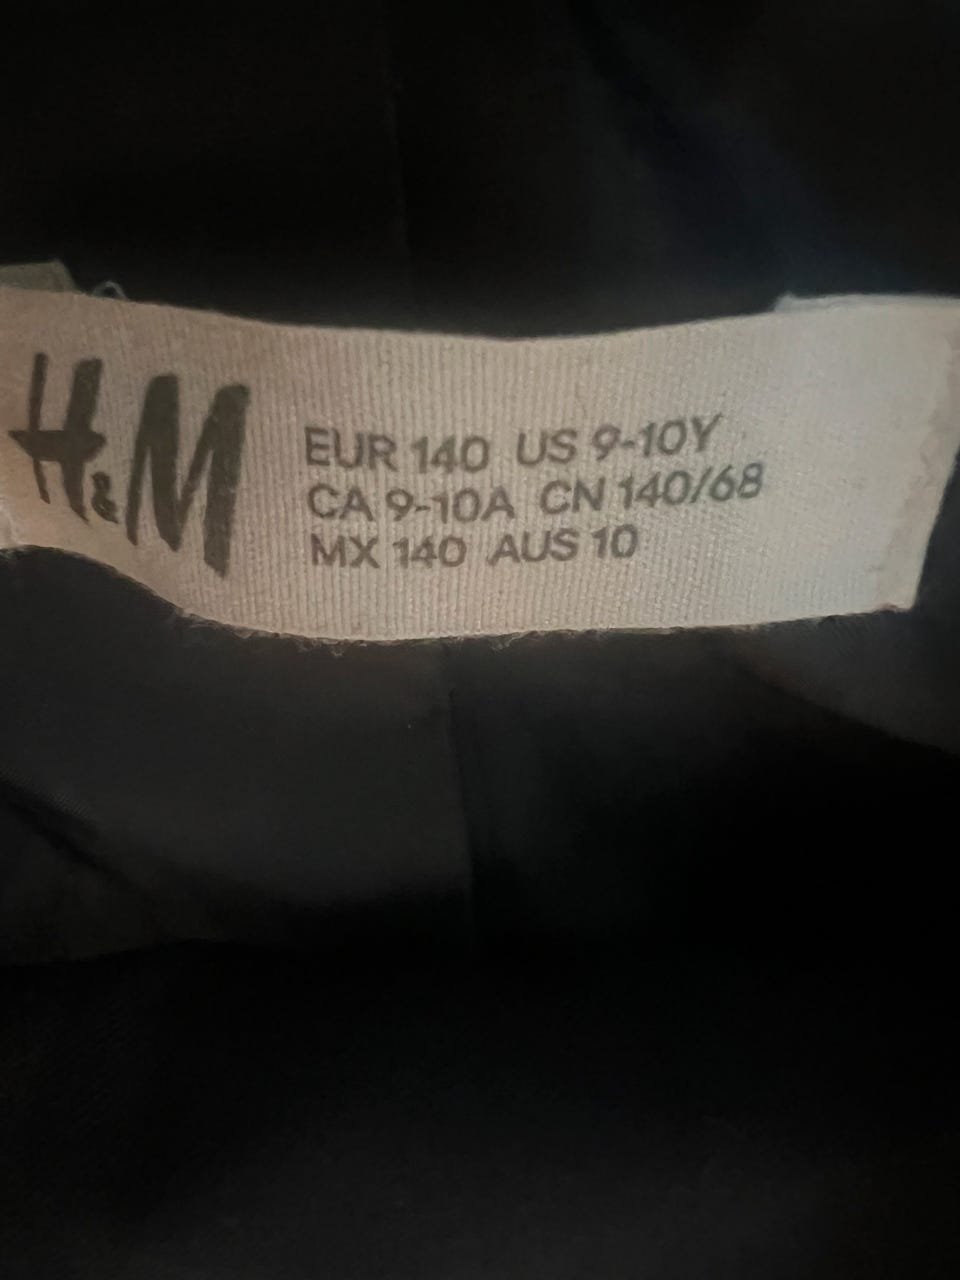 H&M
EUR 140 US 9-10Y
CA 9-10A CN 140/68
MX 140 AUS 10